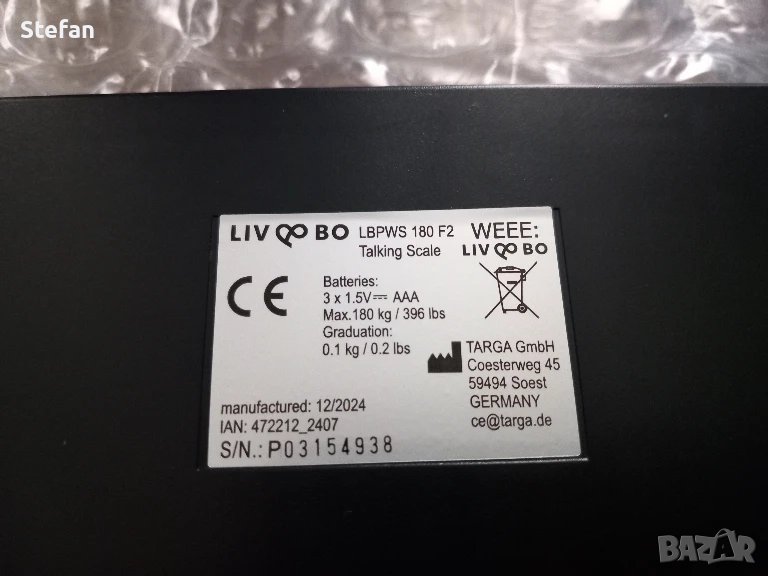 Stefan
LIV BO LBPWS 180 F2 WEEE:
Talking Scale LIV BO
CE
Batteries:
3 x 1.5V⎓ AAA
Max.180 kg / 396 lbs
Graduation:
0.1 kg / 0.2 lbs
TARGA GmbH
Coesterweg 45
59494 Soest
GERMANY
ce@targa.de
manufactured: 12/2024
IAN: 472212_2407
S/N.: P03154938
BAZAR